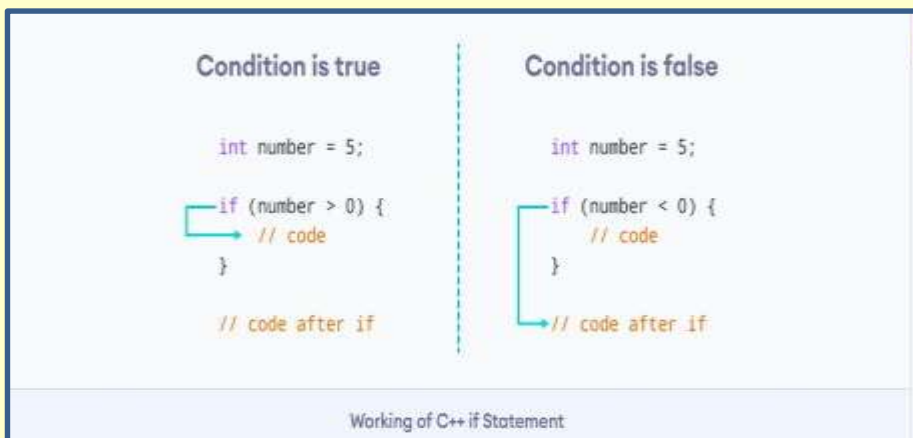 Condition is true
int number = 5;
if (number > 0) {
// code
}
// code after if
Condition is false
int number = 5;
if (number < 0) {
// code
}
// code after if
Working of C++ if Statement